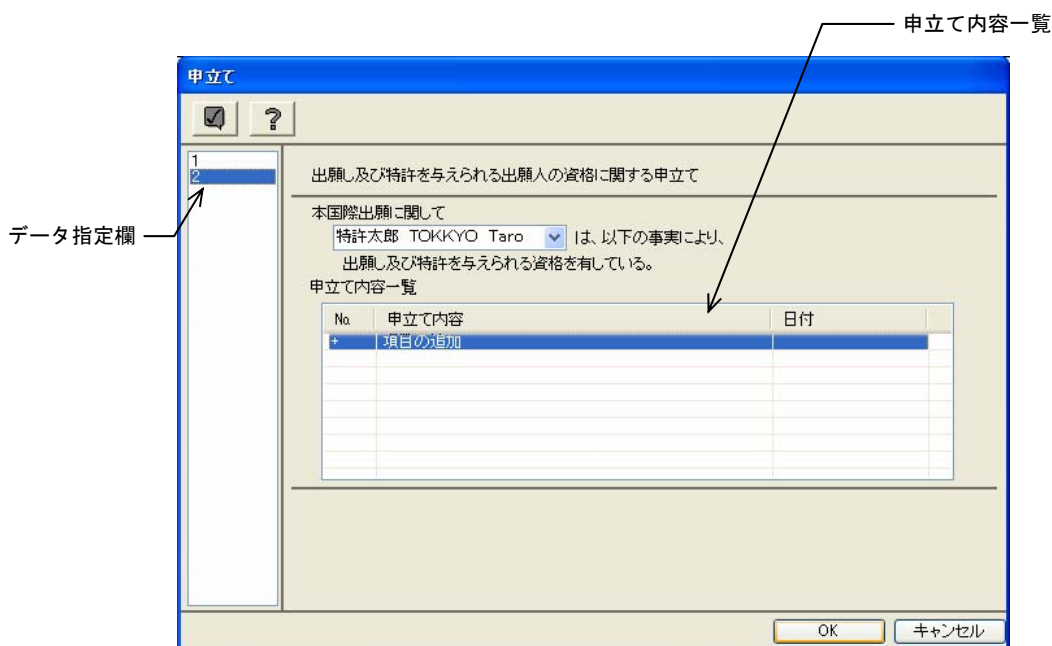 申立て内容一覧
申立て
?
1
2
出願し及び特許を与えられる出願人の資格に関する申立て
データ指定欄
本国際出願に関して
特許太郎 TOKKYO Taro は、以下の事実により、
出願し及び特許を与えられる資格を有している。
申立て内容一覧
No. 申立て内容 日付
+ 項目の追加
OK キャンセル